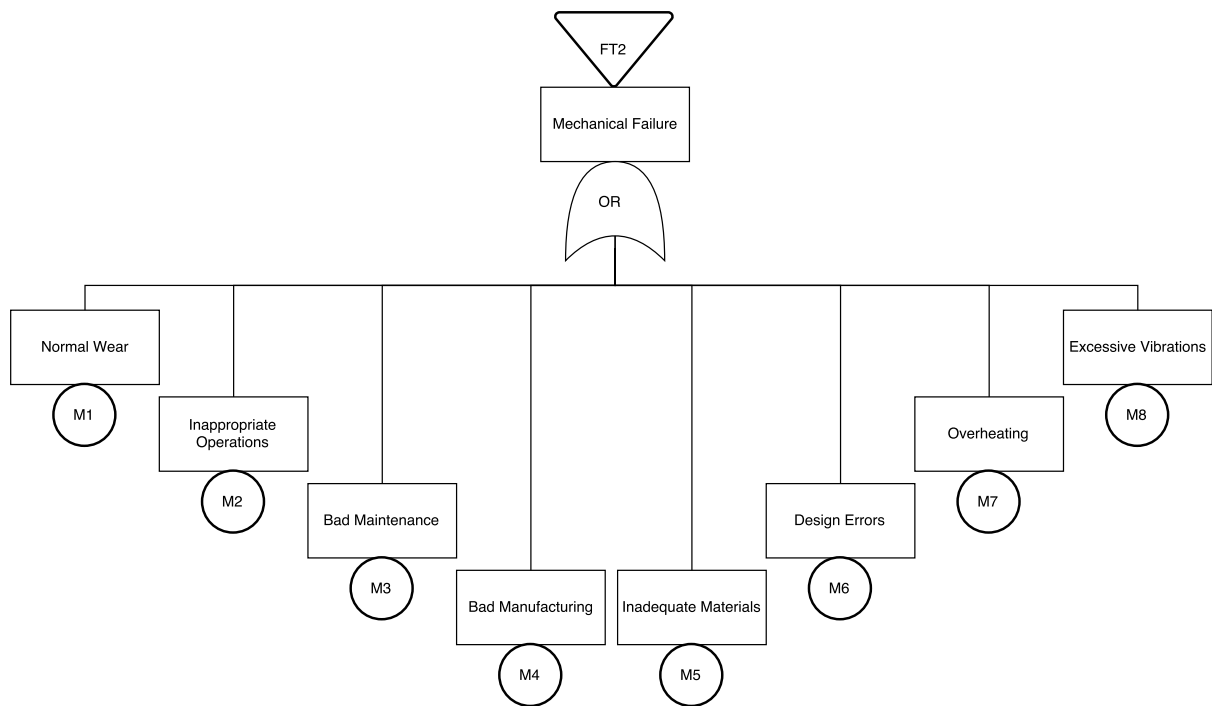 FT2
Mechanical Failure
OR
Normal Wear
Excessive Vibrations
M1
M8
Inappropriate
Operations
Overheating
M2
M7
Bad Maintenance
Design Errors
M3
M6
Bad Manufacturing
Inadequate Materials
M4
M5